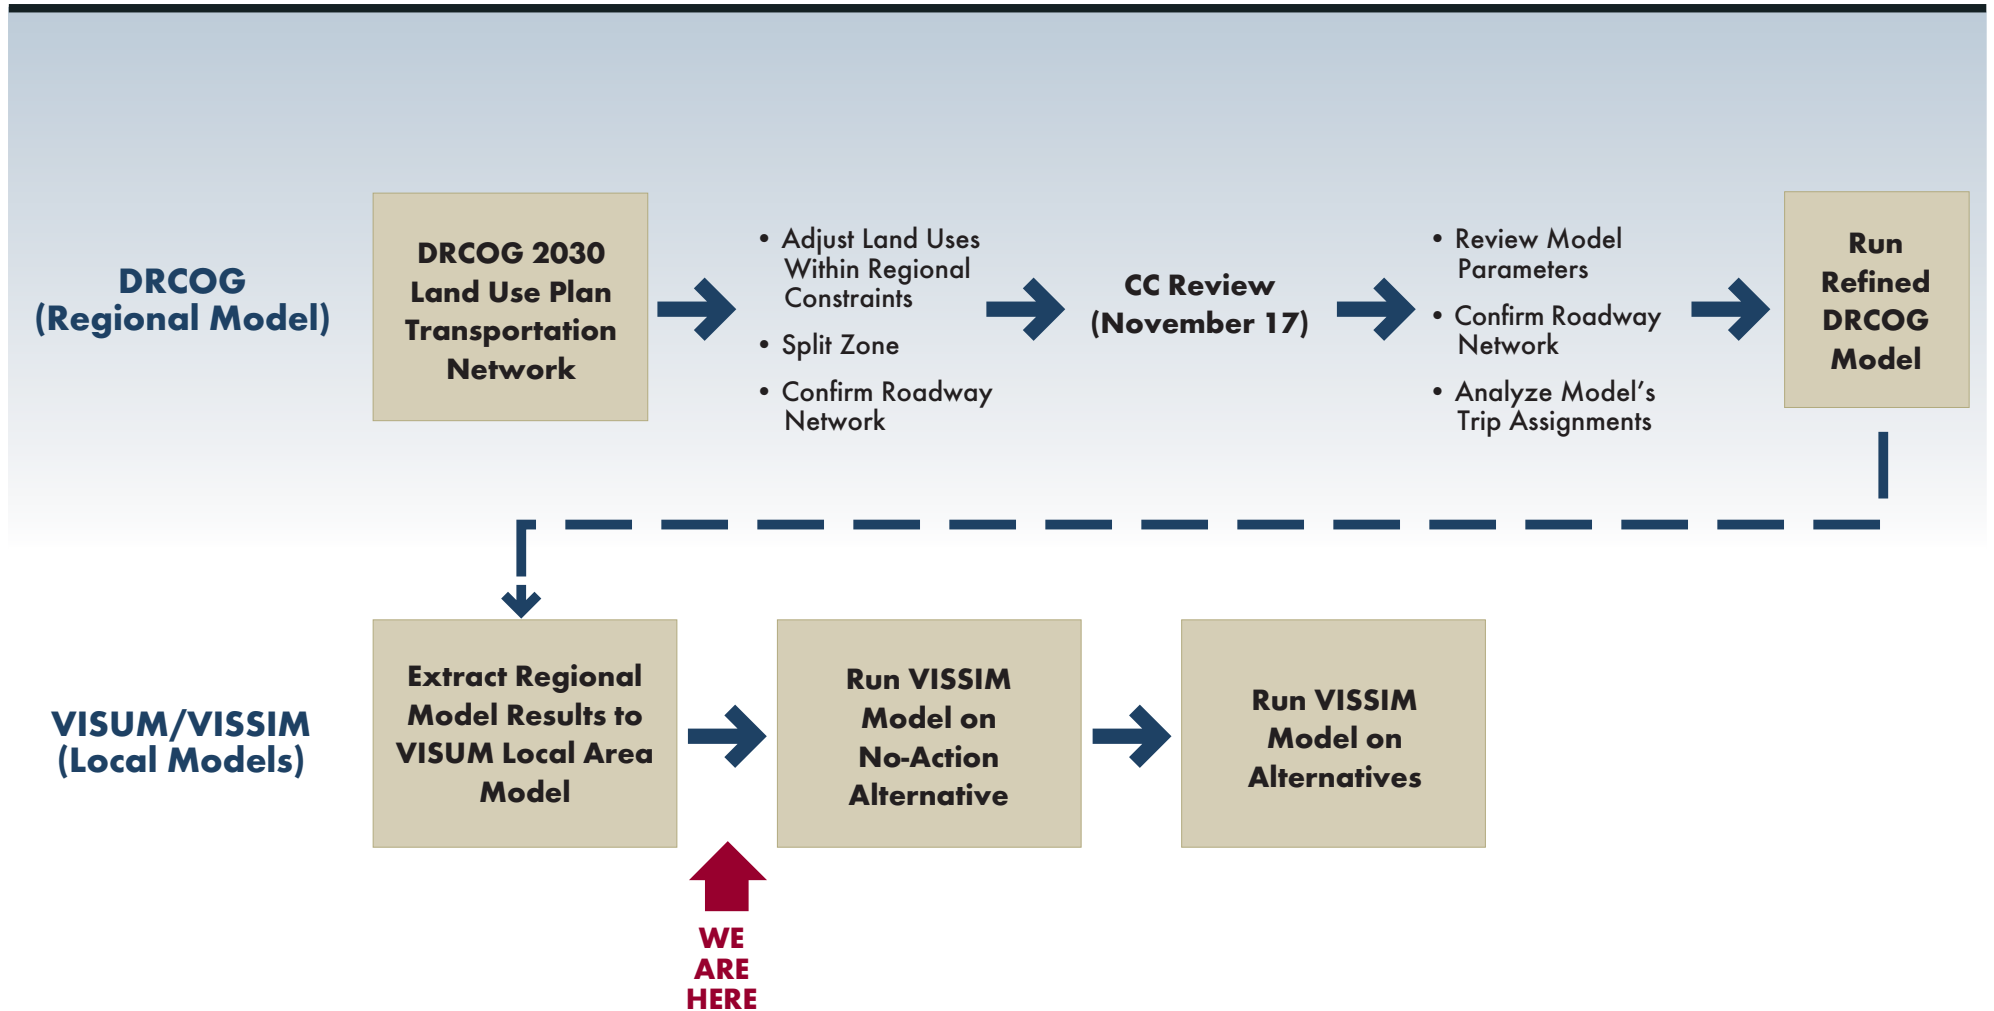 DRCOG
(Regional Model)
DRCOG 2030
Land Use Plan
Transportation
Network
• Adjust Land Uses
Within Regional
Constraints
• Split Zone
• Confirm Roadway
Network
CC Review
(November 17)
• Review Model
Parameters
• Confirm Roadway
Network
• Analyze Model’s
Trip Assignments
Run
Refined
DRCOG
Model
VISUM/VISSIM
(Local Models)
Extract Regional
Model Results to
VISUM Local Area
Model
Run VISSIM
Model on
No-Action
Alternative
Run VISSIM
Model on
Alternatives
WE
ARE
HERE